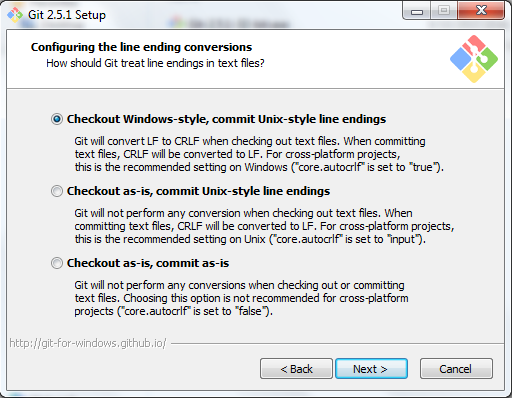 Git 2.5.1 Setup
Configuring the line ending conversions
How should Git treat line endings in text files?
Checkout Windows-style, commit Unix-style line endings
Git will convert LF to CRLF when checking out text files. When committing
text files, CRLF will be converted to LF. For cross-platform projects,
this is the recommended setting on Windows ("core.autocrlf" is set to "true").
Checkout as-is, commit Unix-style line endings
Git will not perform any conversion when checking out text files. When
committing text files, CRLF will be converted to LF. For cross-platform projects,
this is the recommended setting on Unix ("core.autocrlf" is set to "input").
Checkout as-is, commit as-is
Git will not perform any conversions when checking out or committing
text files. Choosing this option is not recommended for cross-platform
projects ("core.autocrlf" is set to "false").
http://git-for-windows.github.io/
< Back Next > Cancel